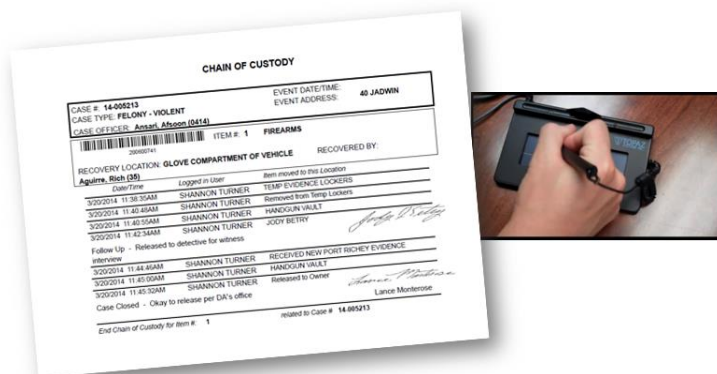 CHAIN OF CUSTODY
CASE #: 14-005213
CASE TYPE: FELONY - VIOLENT
CASE OFFICER: Ansari, Afsoon (0414)
EVENT DATE/TIME:
EVENT ADDRESS: 40 JADWIN
200600741
ITEM #: 1 FIREARMS
RECOVERY LOCATION: GLOVE COMPARTMENT OF VEHICLE RECOVERED BY:
Aguirre, Rich (35)
Date/Time Logged in User Item moved to this Location
3/20/2014 11:38:35AM SHANNON TURNER TEMP EVIDENCE LOCKERS
3/20/2014 11:40:48AM SHANNON TURNER Removed from Temp Lockers
3/20/2014 11:40:55AM SHANNON TURNER HANDGUN VAULT
3/20/2014 11:42:34AM SHANNON TURNER JODY BETRY
Follow Up - Released to detective for witness
interview
3/20/2014 11:44:46AM SHANNON TURNER RECEIVED NEW PORT RICHEY EVIDENCE
3/20/2014 11:45:00AM SHANNON TURNER HANDGUN VAULT
3/20/2014 11:45:32AM SHANNON TURNER Released to Owner
Case Closed - Okay to release per DA's office
Lance Monterose
End Chain of Custody for Item #: 1 related to Case # 14-005213